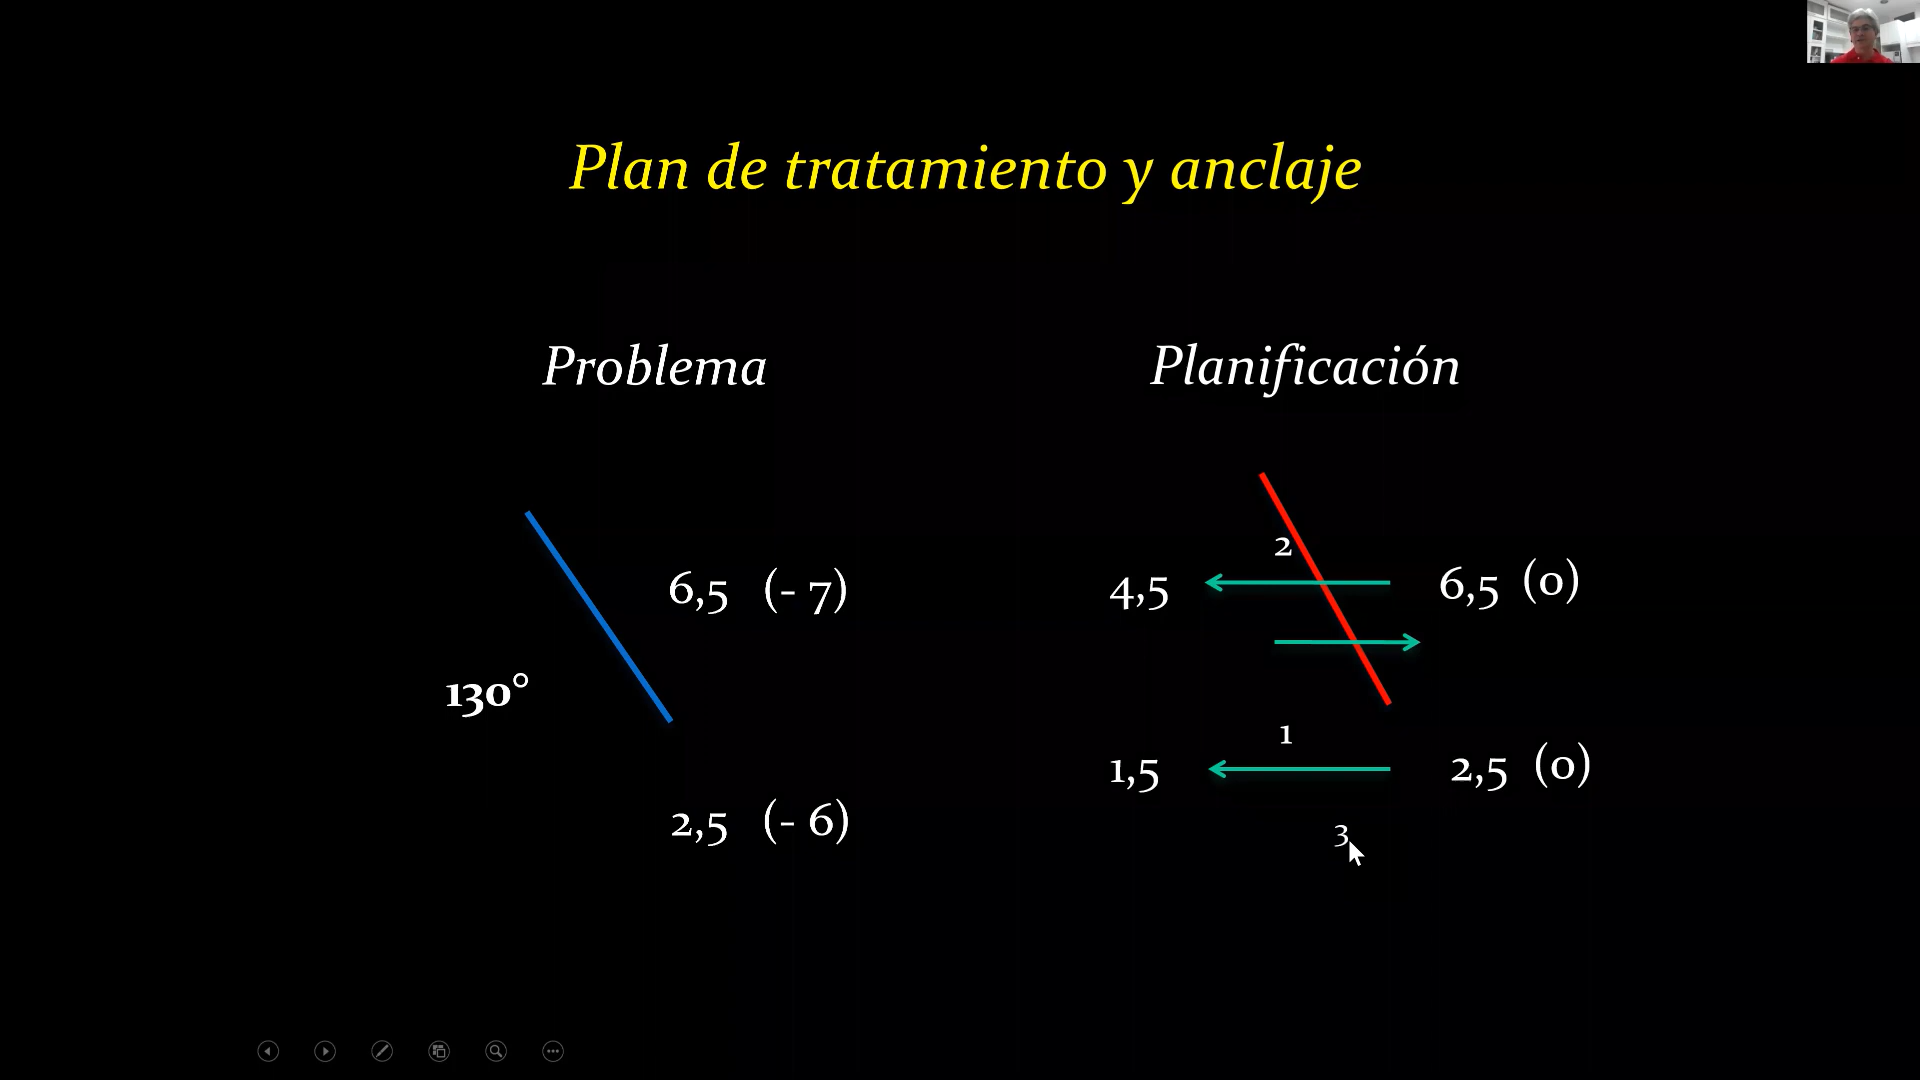 Plan de tratamiento y anclaje
Problema
6,5 (- 7)
130°
2,5 (- 6)
Planificación
2
4,5
6,5 (0)
1
1,5
2,5 (0)
3